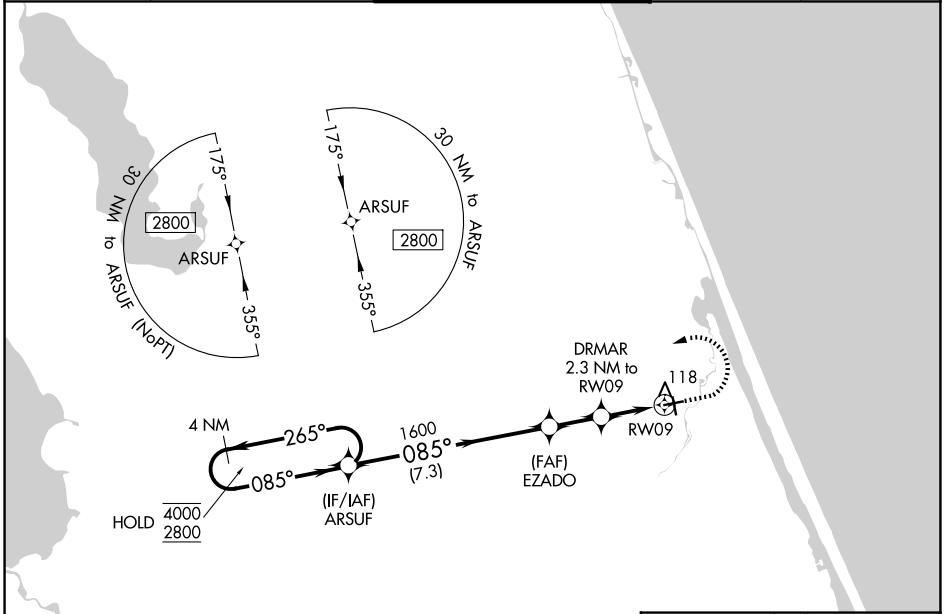 30 NM to ARSUF (NoPT)
175°
2800
ARSUF
355°
175°
30 NM to ARSUF
ARSUF
2800
355°
DRMAR
2.3 NM to
RW09
118
RW09
4 NM
265°
1600
085°
(7.3)
085°
(FAF)
EZADO
(IF/IAF)
ARSUF
HOLD 4000
2800